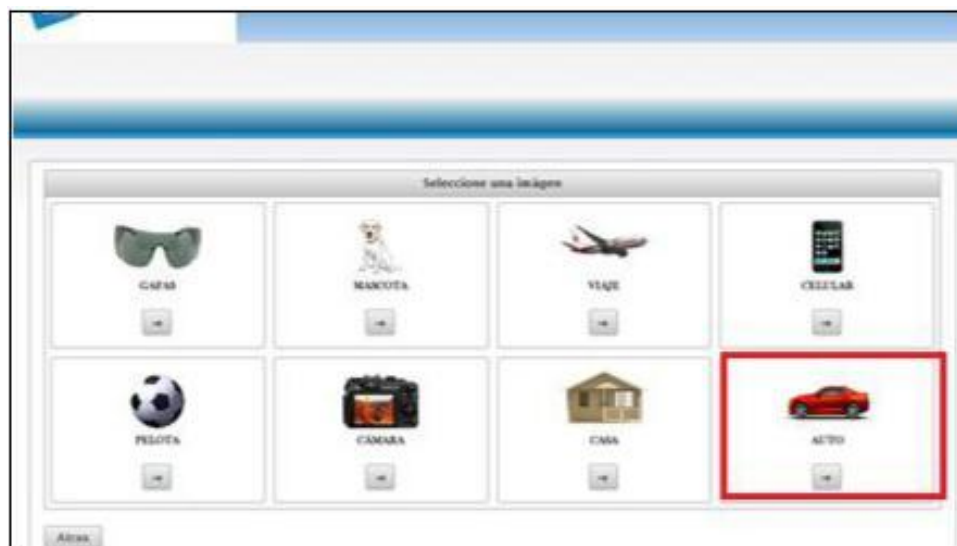 Seleccione una imágen
GAFAS
MASCOTA
VIAJE
CELULAR
PELOTA
CÁMARA
CASA
AUTO
Atras